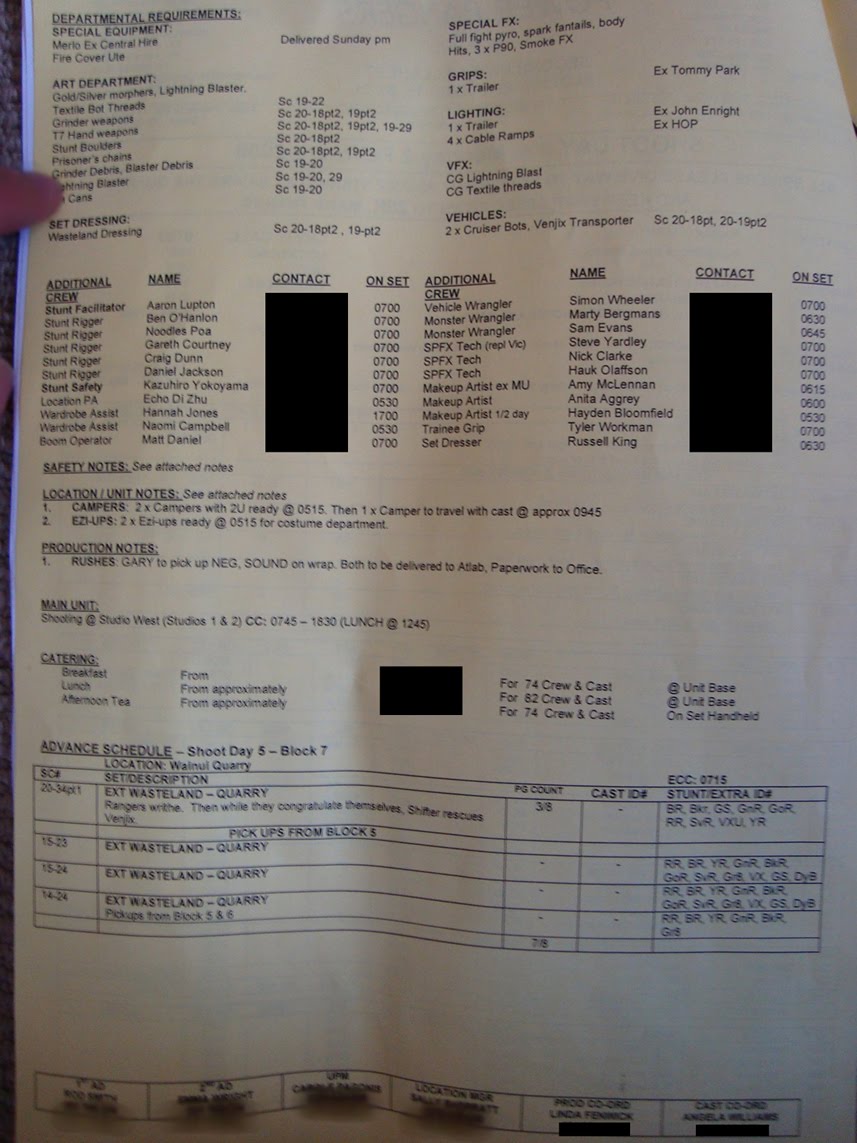 DEPARTMENTAL REQUIREMENTS:
SPECIAL EQUIPMENT:
Merlo Ex Central Hire Delivered Sunday pm
Fire Cover Ute
ART DEPARTMENT:
Gold/Silver morphers, Lightning Blaster.
Textile Bot Threads Sc 19-22
Grinder weapons Sc 20-18pt2, 19pt2
T7 Hand weapons Sc 20-18pt2, 19pt2, 19-29
Stunt Boulders Sc 20-18pt2
Prisoner's chains Sc 20-18pt2, 19pt2
Grinder Debris, Blaster Debris Sc 19-20
ightning Blaster Sc 19-20, 29
Cans Sc 19-20
SET DRESSING:
Wasteland Dressing Sc 20-18pt2 , 19-pt2
SPECIAL FX:
Full fight pyro, spark fantails, body
Hits, 3 x P90, Smoke FX
GRIPS: Ex Tommy Park
1 x Trailer
LIGHTING: Ex John Enright
1 x Trailer Ex HOP
4 x Cable Ramps
VFX:
CG Lightning Blast
CG Textile threads
VEHICLES:
2 x Cruiser Bots, Venjix Transporter Sc 20-18pt, 20-19pt2
ADDITIONAL CREW NAME CONTACT ON SET
Stunt Facilitator Aaron Lupton 0700
Stunt Rigger Ben O'Hanlon 0700
Stunt Rigger Noodles Poa 0700
Stunt Rigger Gareth Courtney 0700
Stunt Rigger Craig Dunn 0700
Stunt Rigger Daniel Jackson 0700
Stunt Safety Kazuhiro Yokoyama 0700
Location PA Echo Di Zhu 0530
Wardrobe Assist Hannah Jones 1700
Wardrobe Assist Naomi Campbell 0530
Boom Operator Matt Daniel 0700
ADDITIONAL CREW NAME CONTACT ON SET
Vehicle Wrangler Simon Wheeler 0700
Monster Wrangler Marty Bergmans 0630
Monster Wrangler Sam Evans 0645
SPFX Tech (repl Vic) Steve Yardley 0700
SPFX Tech Nick Clarke 0700
SPFX Tech Hauk Olaffson 0700
Makeup Artist ex MU Amy McLennan 0615
Makeup Artist Anita Aggrey 0600
Makeup Artist 1/2 day Hayden Bloomfield 0530
Trainee Grip Tyler Workman 0700
Set Dresser Russell King 0630
SAFETY NOTES: See attached notes
LOCATION / UNIT NOTES: See attached notes
1. CAMPERS: 2 x Campers with 2U ready @ 0515. Then 1 x Camper to travel with cast @ approx 0945
2. EZI-UPS: 2 x Ezi-ups ready @ 0515 for costume department.
PRODUCTION NOTES:
1. RUSHES: GARY to pick up NEG, SOUND on wrap. Both to be delivered to Atlab, Paperwork to Office.
MAIN UNIT:
Shooting @ Studio West (Studios 1 & 2) CC: 0745 – 1830 (LUNCH @ 1245)
CATERING:
Breakfast From For 74 Crew & Cast @ Unit Base
Lunch From approximately For 82 Crew & Cast @ Unit Base
Afternoon Tea From approximately For 74 Crew & Cast On Set Handheld
ADVANCE SCHEDULE – Shoot Day 5 – Block 7
LOCATION: Walnut Quarry ECC: 0715
SC# SET/DESCRIPTION PG COUNT CAST ID# STUNT/EXTRA ID#
20-34pt1 EXT WASTELAND – QUARRY 3/8 - BR, Bkr, GS, GnR, GoR,
Rangers writhe. Then while they congratulate themselves, Shifter rescues RR, SvR, VXU, YR
Venjix.
PICK UPS FROM BLOCK 5
15-23 EXT WASTELAND – QUARRY - - RR, BR, YR, GnR, BkR,
GoR, SvR, Gr8, VX, GS, DyB
15-24 EXT WASTELAND – QUARRY - - RR, BR, YR, GnR, BkR,
GoR, SvR, Gr8, VX, GS, DyB
14-24 EXT WASTELAND – QUARRY - - RR, BR, YR, GnR, BkR,
Pickups from Block 5 & 6 Gr8
7/8
1ST AD 2ND AD UPM LOCATION MGR PROD CO-ORD CAST CO-ORD
ROD SMITH EMMA WRIGHT LINDA FENWICK ANGELA WILLIAMS